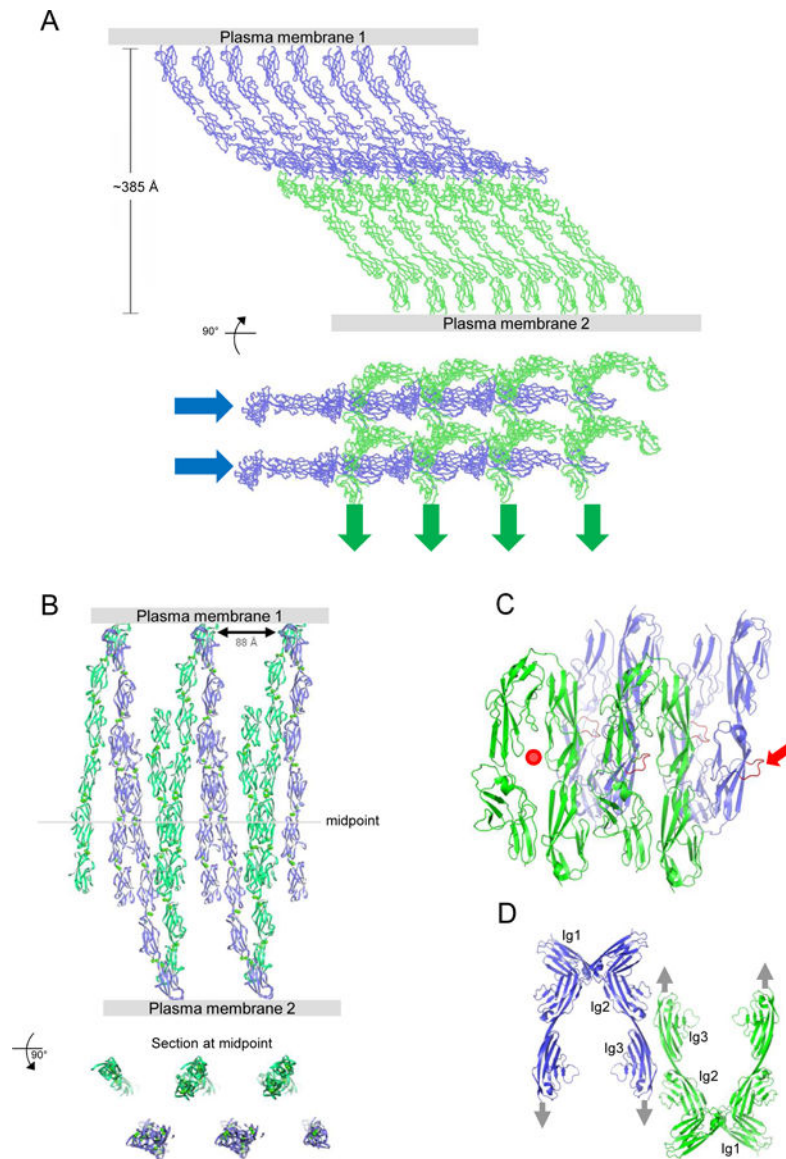 A
Plasma membrane 1
~385 Å
Plasma membrane 2
90°
B
Plasma membrane 1
88 Å
midpoint
Plasma membrane 2
90°
Section at midpoint
C
D
Ig1
Ig2
Ig3
Ig3
Ig2
Ig1